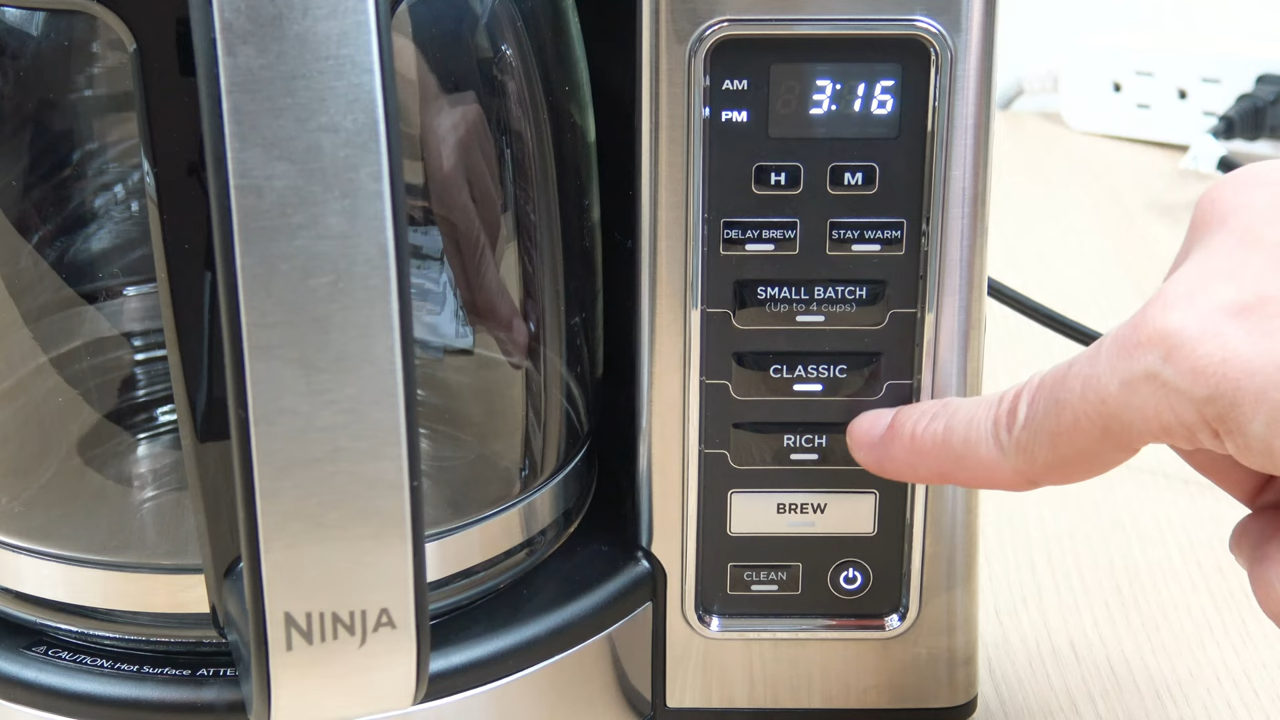 AM
3:16
PM
H
M
DELAY BREW
STAY WARM
SMALL BATCH
(Up to 4 cups)
CLASSIC
RICH
BREW
CLEAN
NINJA
⚠ CAUTION: Hot Surface ATTE